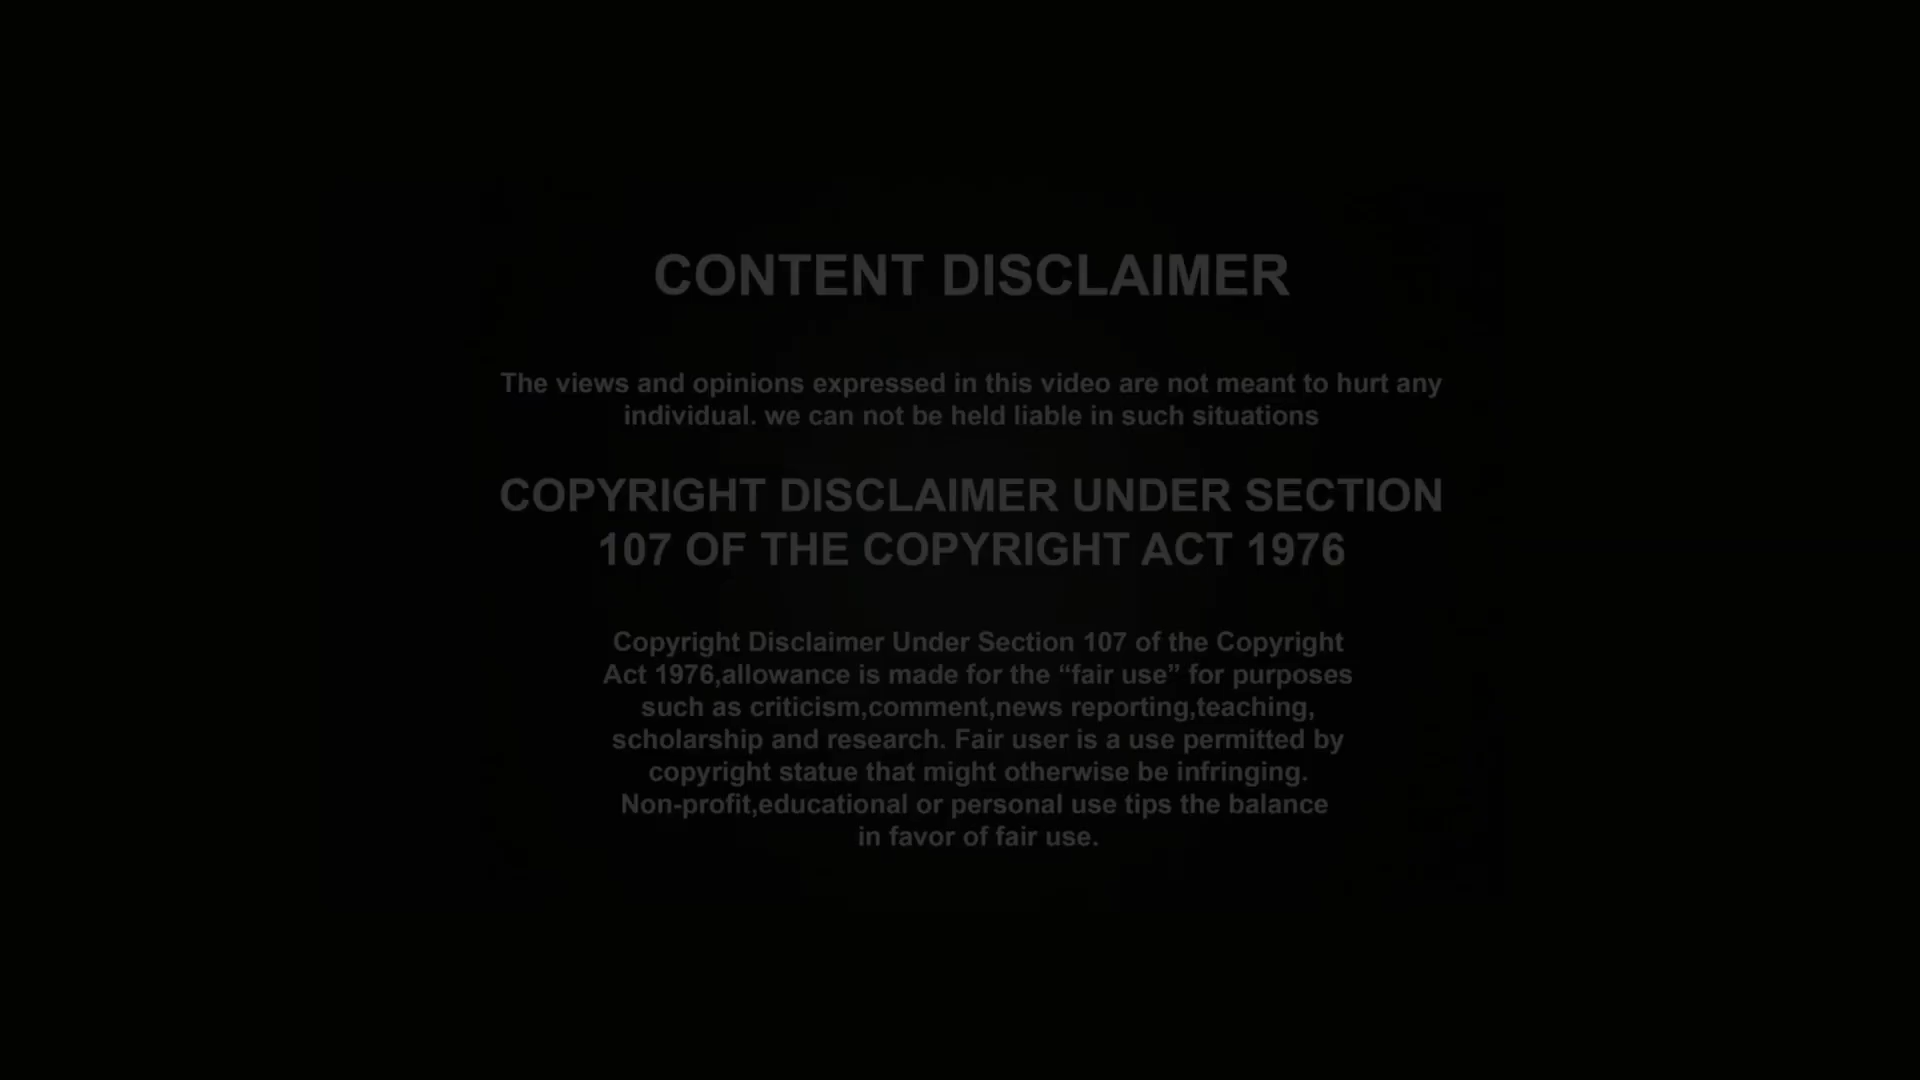 CONTENT DISCLAIMER
The views and opinions expressed in this video are not meant to hurt any
individual. we can not be held liable in such situations
COPYRIGHT DISCLAIMER UNDER SECTION
107 OF THE COPYRIGHT ACT 1976
Copyright Disclaimer Under Section 107 of the Copyright
Act 1976,allowance is made for the “fair use” for purposes
such as criticism,comment,news reporting,teaching,
scholarship and research. Fair user is a use permitted by
copyright statue that might otherwise be infringing.
Non-profit,educational or personal use tips the balance
in favor of fair use.